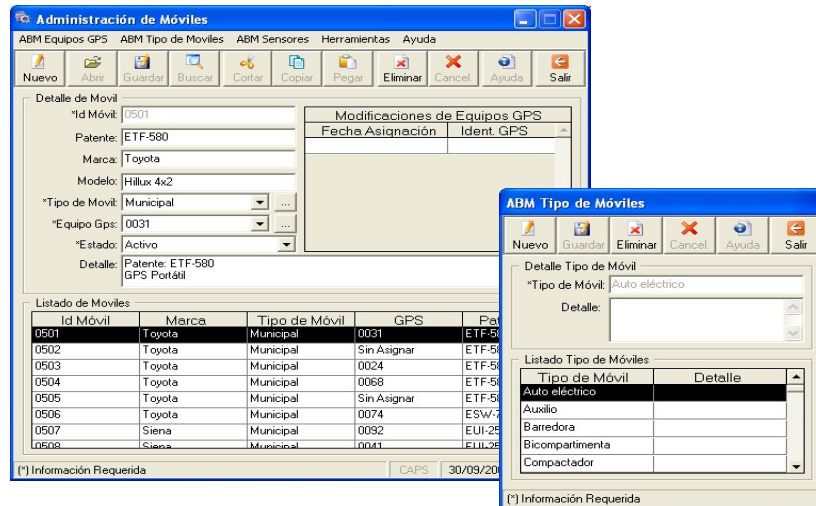 Administración de Móviles
ABM Equipos GPS ABM Tipo de Moviles ABM Sensores Herramientas Ayuda
Nuevo Abrir Guardar Buscar Cortar Copiar Pegar Eliminar Cancel. Ayuda Salir
Detalle de Movil
*Id Móvil: 0501
Patente: ETF-580
Marca: Toyota
Modelo: Hillux 4x2
*Tipo de Movil: Municipal ...
*Equipo Gps: 0031 ...
*Estado: Activo
Detalle: Patente: ETF-580
GPS Portátil
Modificaciones de Equipos GPS
Fecha Asignación Ident. GPS
Listado de Moviles
Id Móvil Marca Tipo de Móvil GPS
0501 Toyota Municipal 0031
0502 Toyota Municipal Sin Asignar
0503 Toyota Municipal 0024
0504 Toyota Municipal 0068
0505 Toyota Municipal Sin Asignar
0506 Toyota Municipal 0074
0507 Siena Municipal 0092
0508 Siena Municipal 0041
(*) Información Requerida CAPS
ABM Tipo de Móviles
Nuevo Guardar Eliminar Cancel. Ayuda Salir
Detalle Tipo de Móvil
*Tipo de Móvil: Auto eléctrico
Detalle:
Listado Tipo de Móviles
Tipo de Móvil Detalle
Auto eléctrico
Auxilio
Barredora
Bicompartimenta
Compactador
(*) Información Requerida